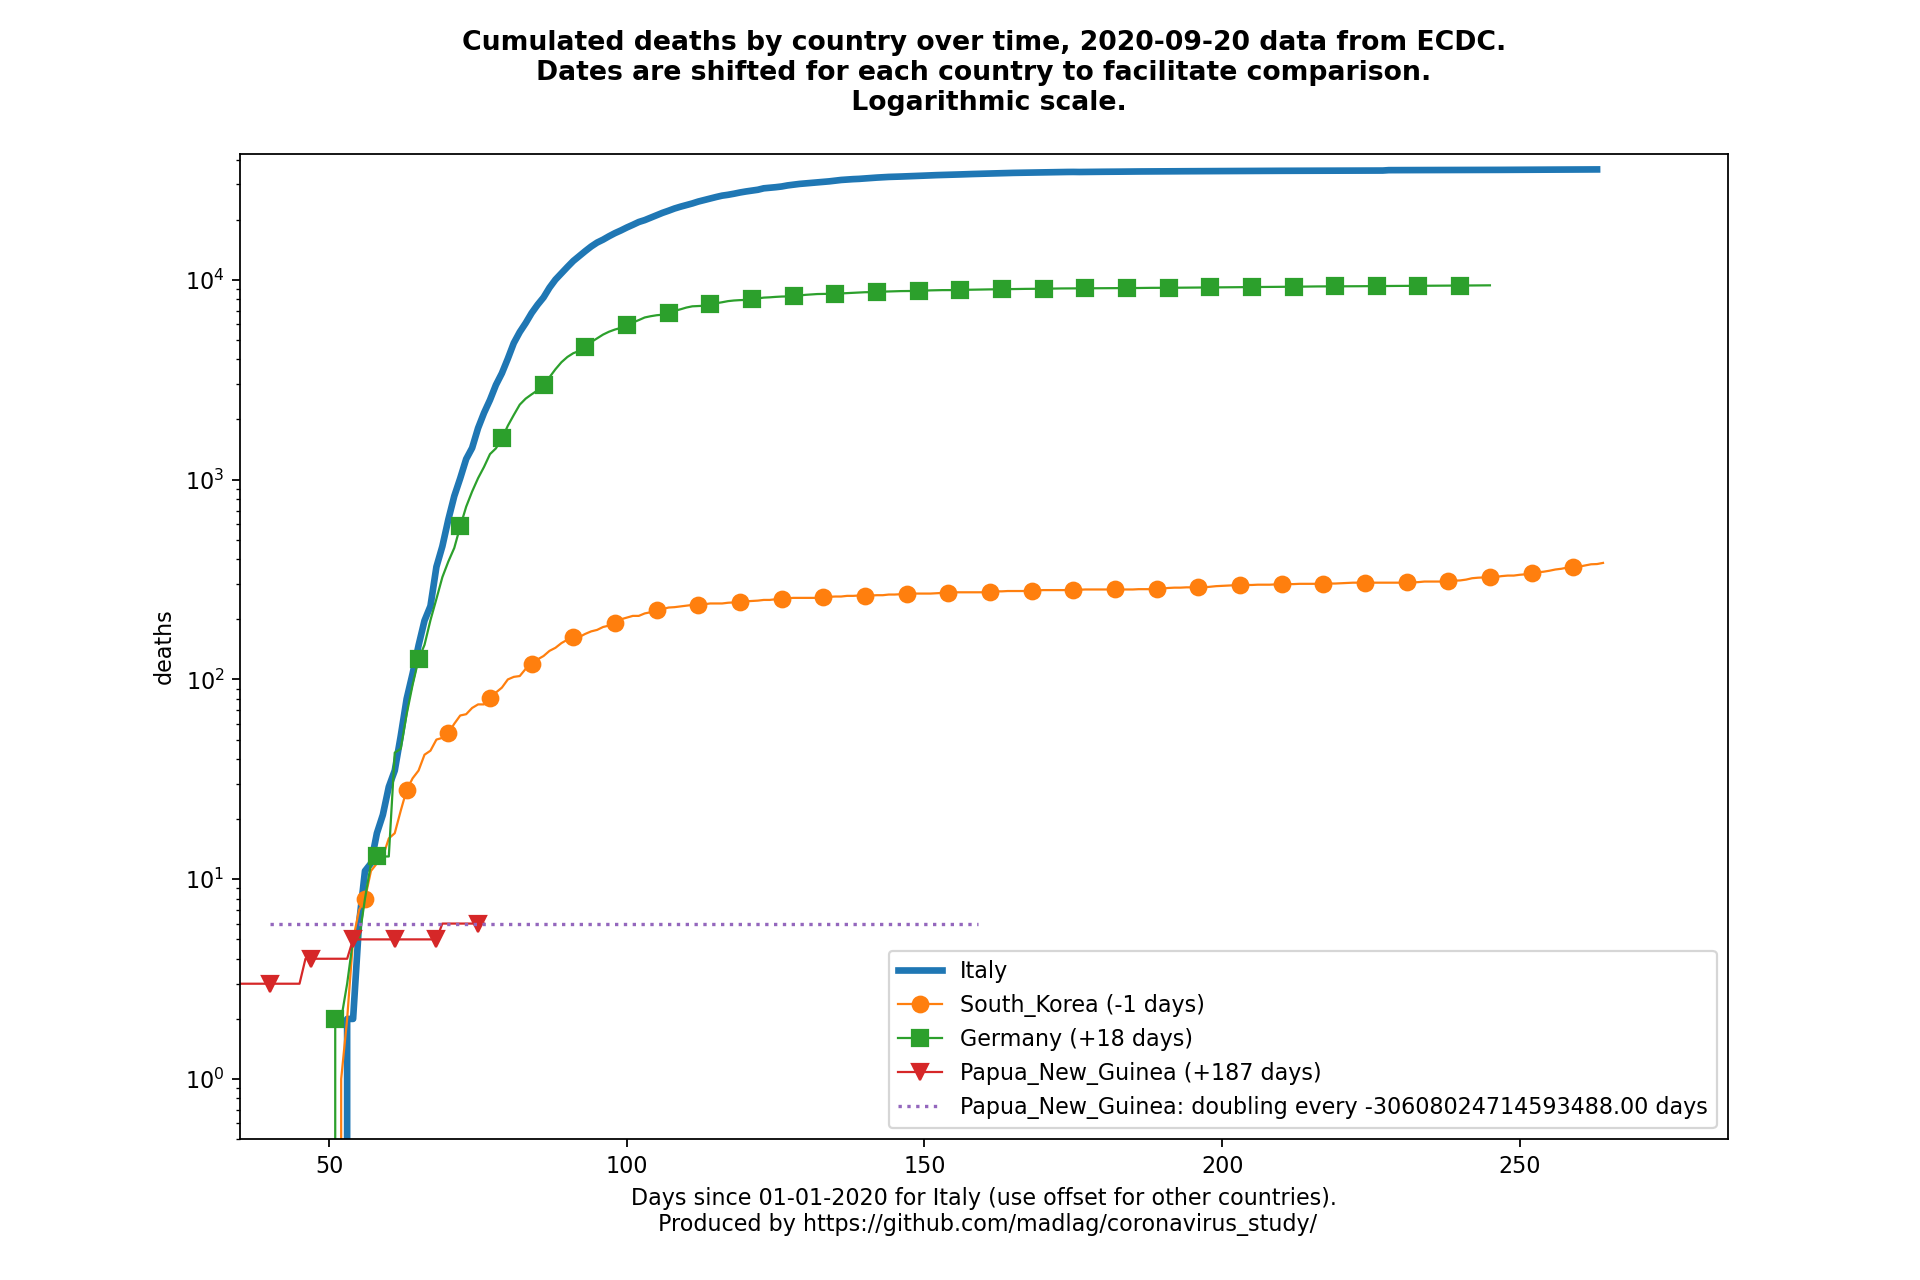 Cumulated deaths by country over time, 2020-09-20 data from ECDC.
Dates are shifted for each country to facilitate comparison.
Logarithmic scale.
deaths
10^4
10^3
10^2
10^1
10^0
50 100 150 200 250
Italy
South_Korea (-1 days)
Germany (+18 days)
Papua_New_Guinea (+187 days)
Papua_New_Guinea: doubling every -30608024714593488.00 days
Days since 01-01-2020 for Italy (use offset for other countries).
Produced by https://github.com/madlag/coronavirus_study/